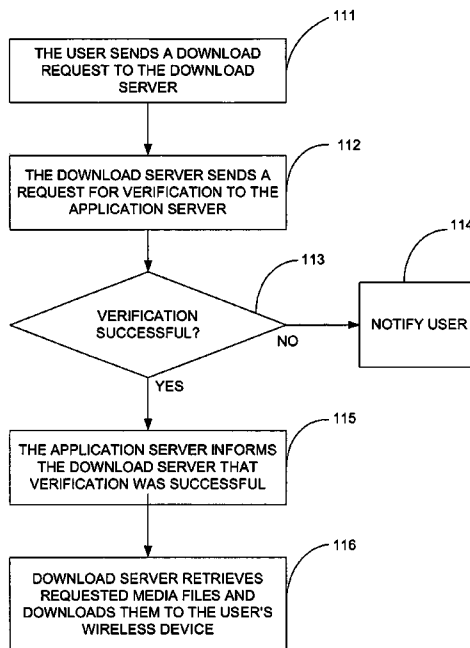 111
THE USER SENDS A DOWNLOAD
REQUEST TO THE DOWNLOAD
SERVER
112
THE DOWNLOAD SERVER SENDS A
REQUEST FOR VERIFICATION TO THE
APPLICATION SERVER
114
113
VERIFICATION
SUCCESSFUL?
NOTIFY USER
NO
YES
115
THE APPLICATION SERVER INFORMS
THE DOWNLOAD SERVER THAT
VERIFICATION WAS SUCCESSFUL
116
DOWNLOAD SERVER RETRIEVES
REQUESTED MEDIA FILES AND
DOWNLOADS THEM TO THE USER'S
WIRELESS DEVICE